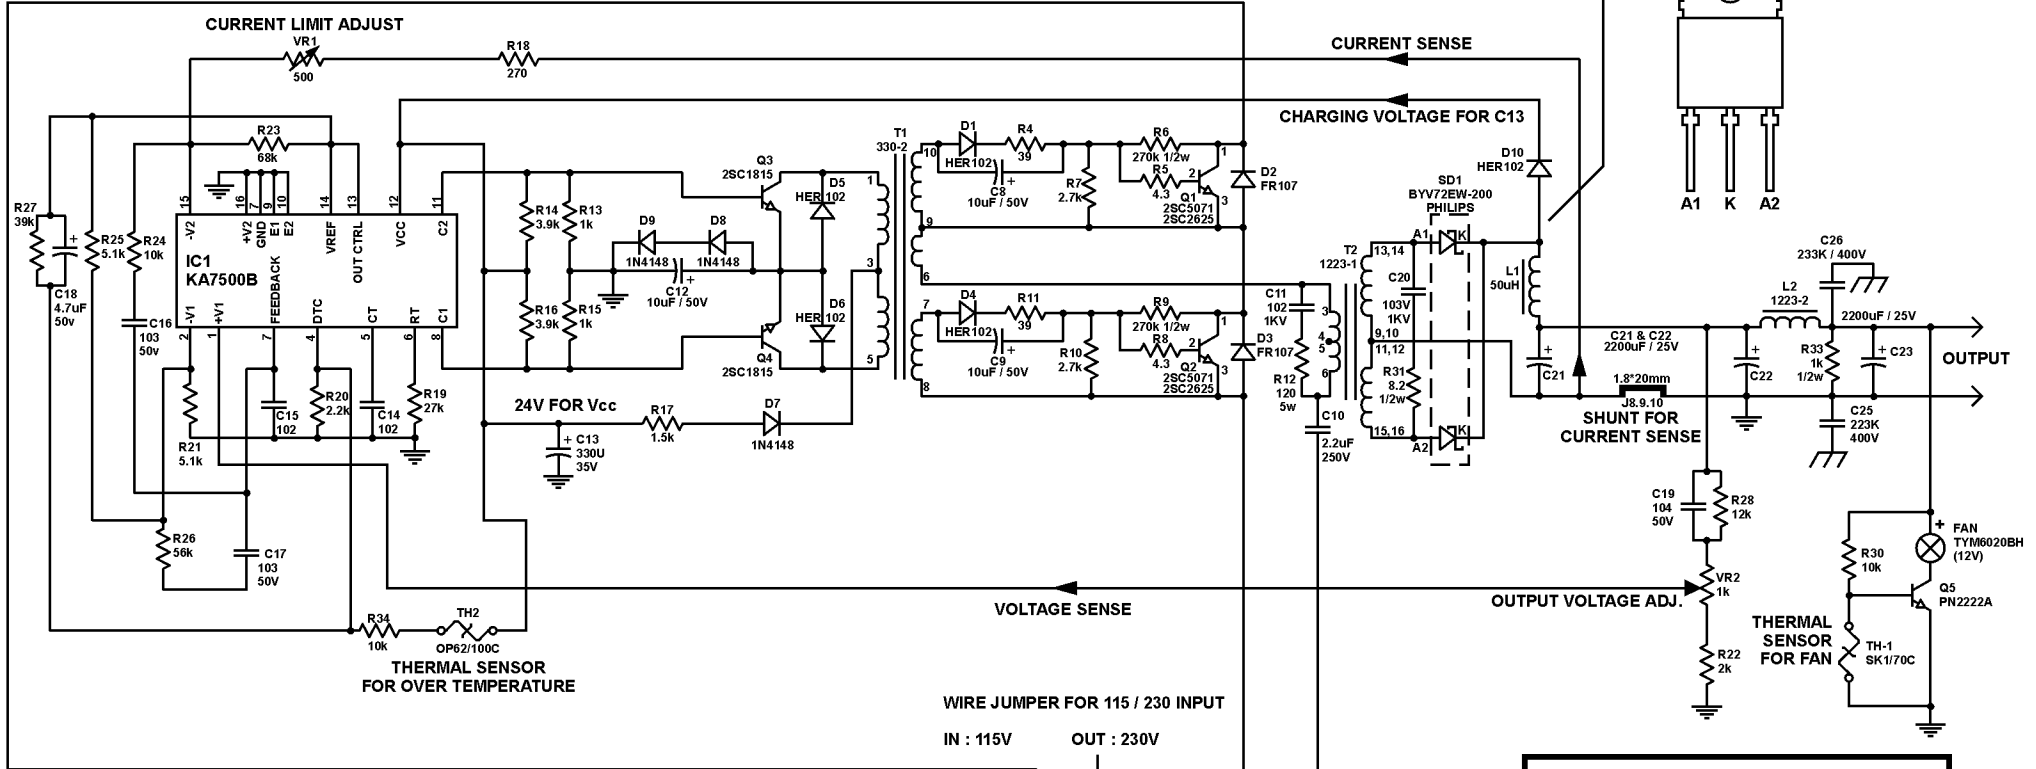 CURRENT LIMIT ADJUST
VR1
500
R18
270
CURRENT SENSE
CHARGING VOLTAGE FOR C13
A1 K A2
R27
39k
C18
4.7uF
50v
R25
5.1k
R24
10k
C16
103
50v
R23
68k
15
16
7
9
10
14
13
12
11
-V2
+V2
GND
E1
E2
VREF
OUT CTRL
VCC
C2
IC1
KA7500B
-V1
+V1
FEEDBACK
DTC
CT
RT
C1
2
1
7
4
5
6
8
R21
5.1k
C15
102
R20
2.2k
C14
102
R19
27k
R26
56k
C17
103
50V
R34
10k
TH2
OP62/100C
THERMAL SENSOR
FOR OVER TEMPERATURE
R14
3.9k
R13
1k
R16
3.9k
R15
1k
D9
1N4148
D8
1N4148
+
C12
10uF / 50V
Q3
2SC1815
D5
HER102
D6
HER102
Q4
2SC1815
24V FOR Vcc
+
C13
330U
35V
R17
1.5k
D7
1N4148
T1
330-2
1
3
5
10
9
6
7
8
D1
HER102
R4
39
C8
+
10uF / 50V
R7
2.7k
R6
270k 1/2w
R5
4.3
Q1
2SC5071
2SC2625
1
2
3
D2
FR107
D4
HER102
R11
39
C9
+
10uF / 50V
R10
2.7k
R9
270k 1/2w
R8
4.3
Q2
2SC5071
2SC2625
1
2
3
D3
FR107
C11
102
1KV
R12
120
5w
C10
2.2uF
250V
T2
1223-1
3
4
5
6
13,14
9,10
11,12
15,16
C20
103V
1KV
R31
8.2
1/2w
SD1
BYV72EW-200
PHILIPS
A1
K
A2
K
D10
HER102
L1
50uH
+
C21
C21 & C22
2200uF / 25V
1.8*20mm
J8.9.10
SHUNT FOR
CURRENT SENSE
+
C22
L2
1223-2
C26
233K / 400V
2200uF / 25V
R33
1k
1/2w
+
C23
C25
223K
400V
OUTPUT
C19
104
50V
R28
12k
VR2
1k
R22
2k
VOLTAGE SENSE
OUTPUT VOLTAGE ADJ.
R30
10k
+
FAN
TYM6020BH
(12V)
Q5
PN2222A
THERMAL
SENSOR
FOR FAN
TH-1
SK1/70C
WIRE JUMPER FOR 115 / 230 INPUT
IN : 115V OUT : 230V